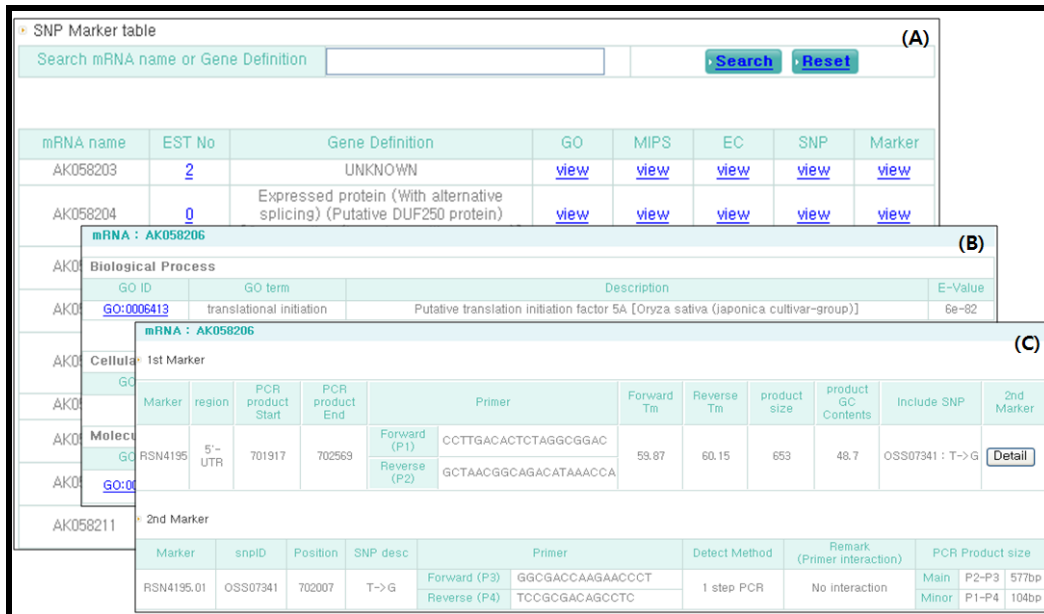 SNP Marker table
(A)
Search mRNA name or Gene Definition Search Reset
mRNA name EST No Gene Definition GO MIPS EC SNP Marker
AK058203 2 UNKNOWN view view view view view
Expressed protein (With alternative
AK058204 0 splicing) (Putative DUF250 protein) view view view view view
mRNA : AK058206
(B)
Biological Process
GO ID GO term Description E-Value
GO:0006413 translational initiation Putative translation initiation factor 5A [Oryza sativa (japonica cultivar-group)] 6e-82
mRNA : AK058206
(C)
1st Marker
Marker region PCR product Start PCR product End Primer Forward Tm Reverse Tm product size product GC Contents Include SNP 2nd Marker
RSN4195 5'-UTR 701917 702569 Forward (P1) CCTTGACACTCTAGGCGGAC 59.87 60.15 653 48.7 OSS07341 : T->G Detail
Reverse (P2) GCTAACGGCAGACATAAACCA
AK058211
2nd Marker
Marker snpID Position SNP desc Primer Detect Method Remark (Primer interaction) PCR Product size
RSN4195.01 OSS07341 702007 T->G Forward (P3) GGCGACCAAGAACCCT 1 step PCR No interaction Main P2-P3 577bp
Reverse (P4) TCCGCGACAGCCTC Minor P1-P4 104bp